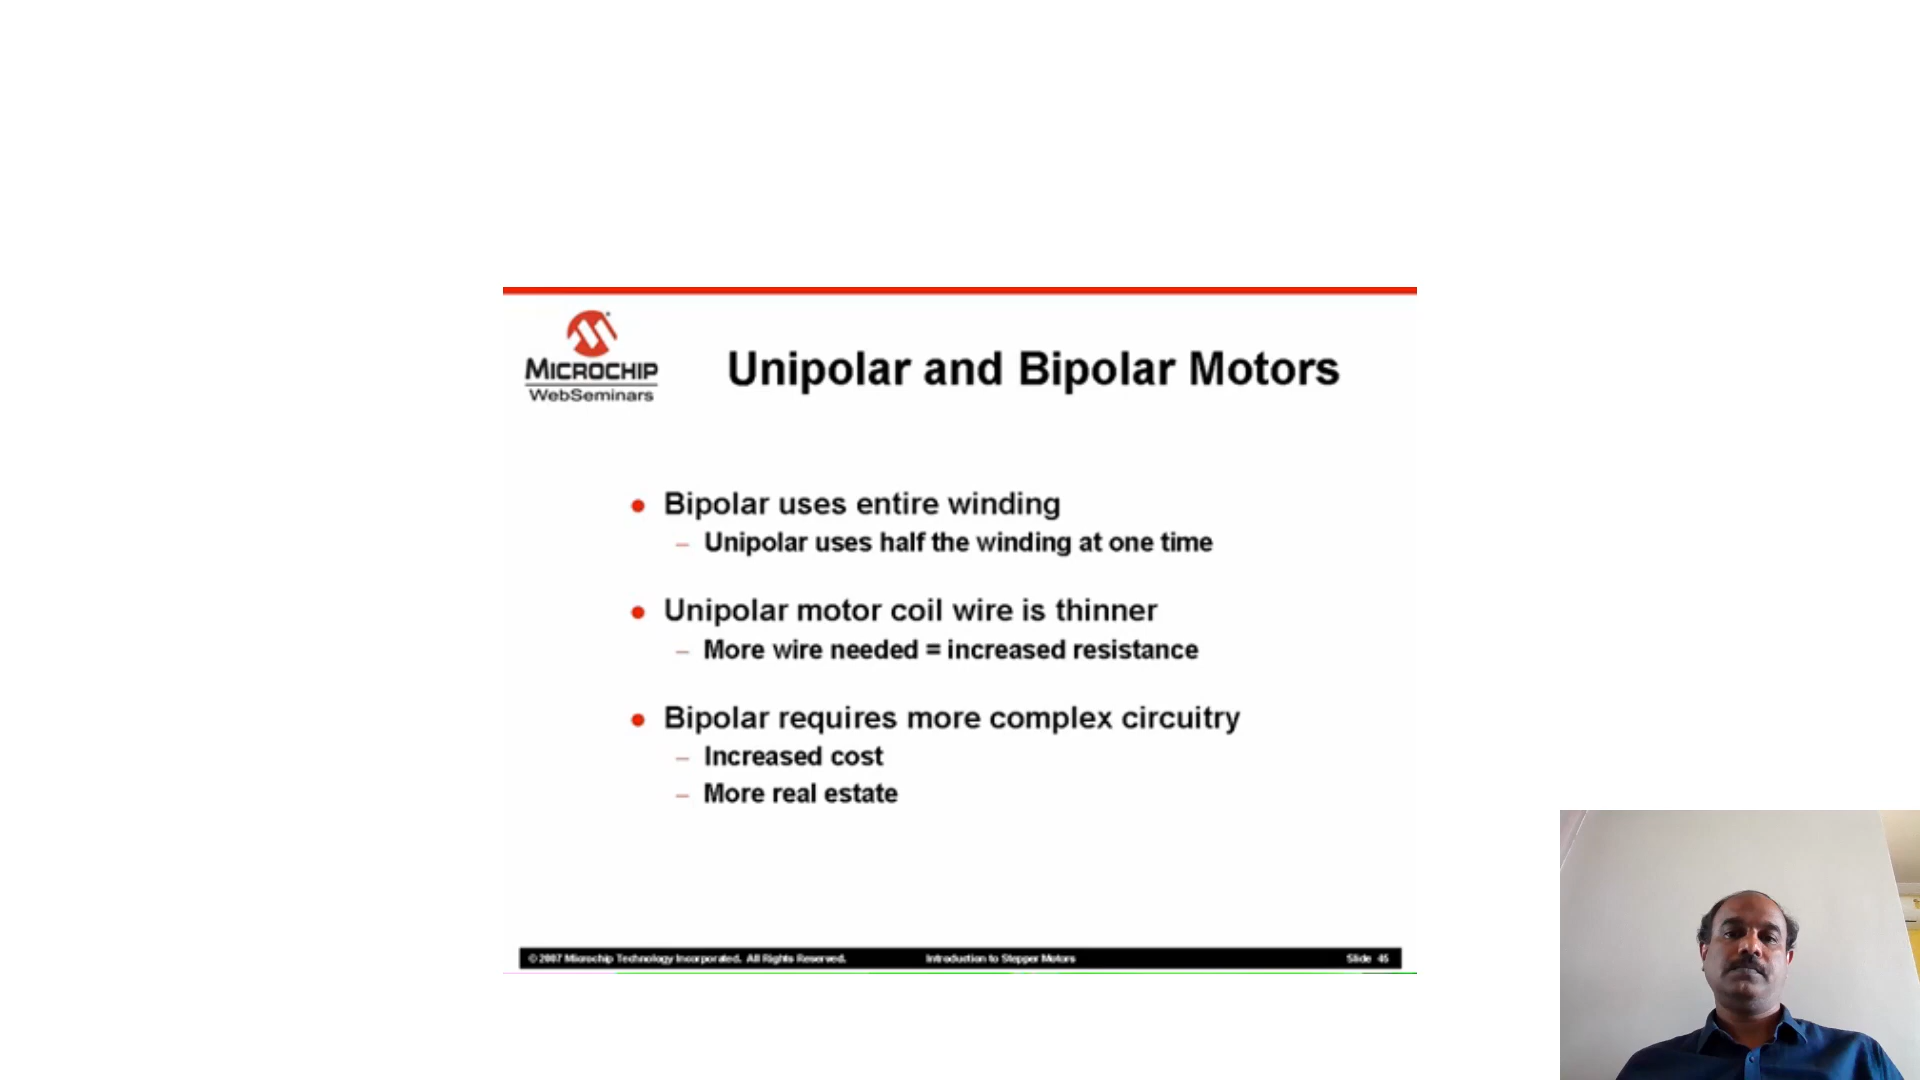 MICROCHIP
WebSeminars
Unipolar and Bipolar Motors
● Bipolar uses entire winding
– Unipolar uses half the winding at one time
● Unipolar motor coil wire is thinner
– More wire needed = increased resistance
● Bipolar requires more complex circuitry
– Increased cost
– More real estate
© 2007 Microchip Technology Incorporated. All Rights Reserved. Introduction to Stepper Motors Slide 45